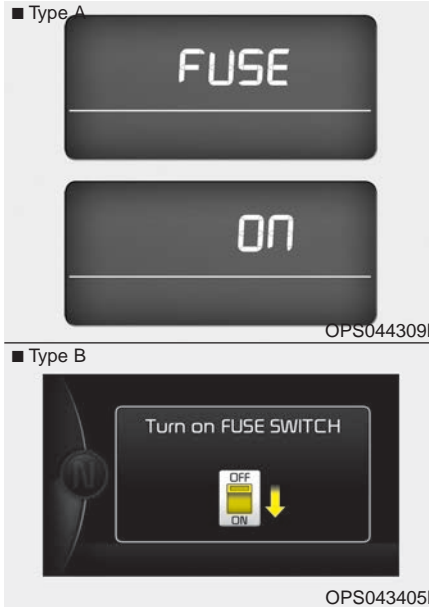 ■ Type A
FUSE
on
OPS044309
■ Type B
N
Turn on FUSE SWITCH
OFF
ON
OPS043405